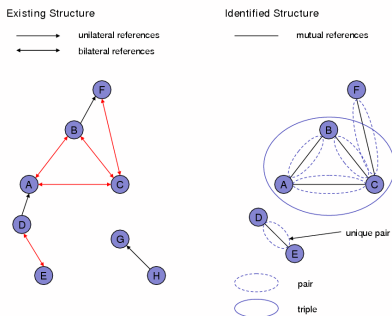 Existing Structure
unilateral references
bilateral references
F
B
A
C
D
G
E
H
Identified Structure
mutual references
F
B
A
C
D
E
unique pair
pair
triple